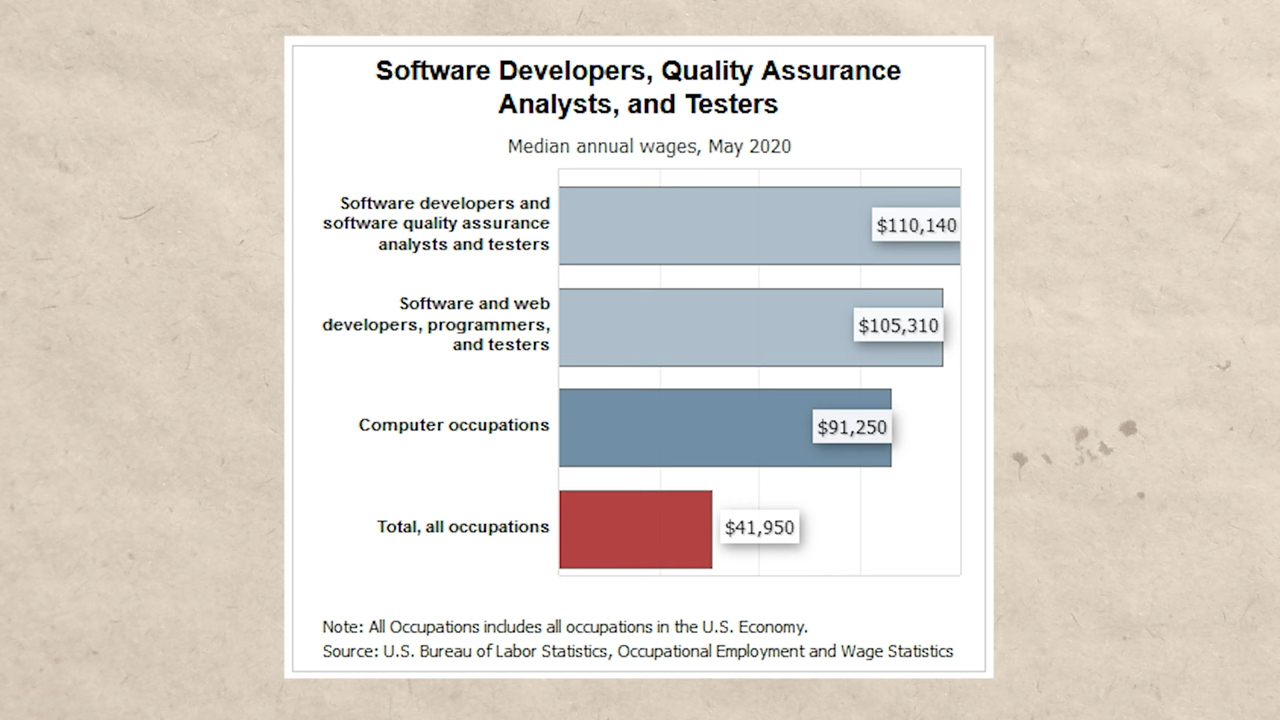 Software Developers, Quality Assurance
Analysts, and Testers
Median annual wages, May 2020
Software developers and
software quality assurance
analysts and testers
$110,140
Software and web
developers, programmers,
and testers
$105,310
Computer occupations
$91,250
Total, all occupations
$41,950
Note: All Occupations includes all occupations in the U.S. Economy.
Source: U.S. Bureau of Labor Statistics, Occupational Employment and Wage Statistics